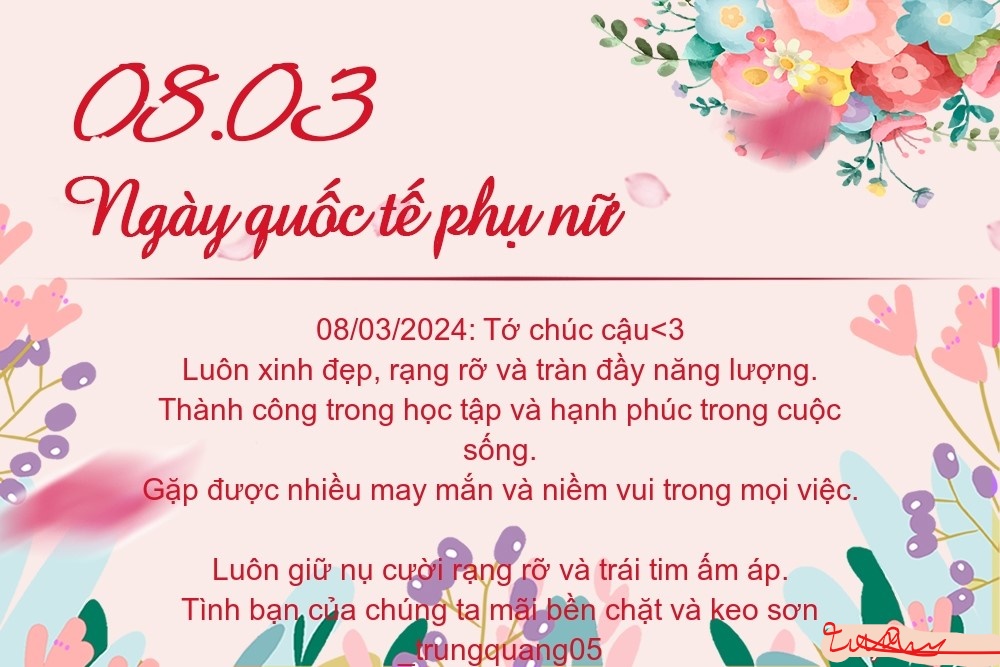 08.03
Ngày quốc tế phụ nữ
08/03/2024: Tớ chúc cậu<3
Luôn xinh đẹp, rạng rỡ và tràn đầy năng lượng.
Thành công trong học tập và hạnh phúc trong cuộc
sống.
Gặp được nhiều may mắn và niềm vui trong mọi việc.
Luôn giữ nụ cười rạng rỡ và trái tim ấm áp.
Tình bạn của chúng ta mãi bền chặt và keo sơn
_trungquang05